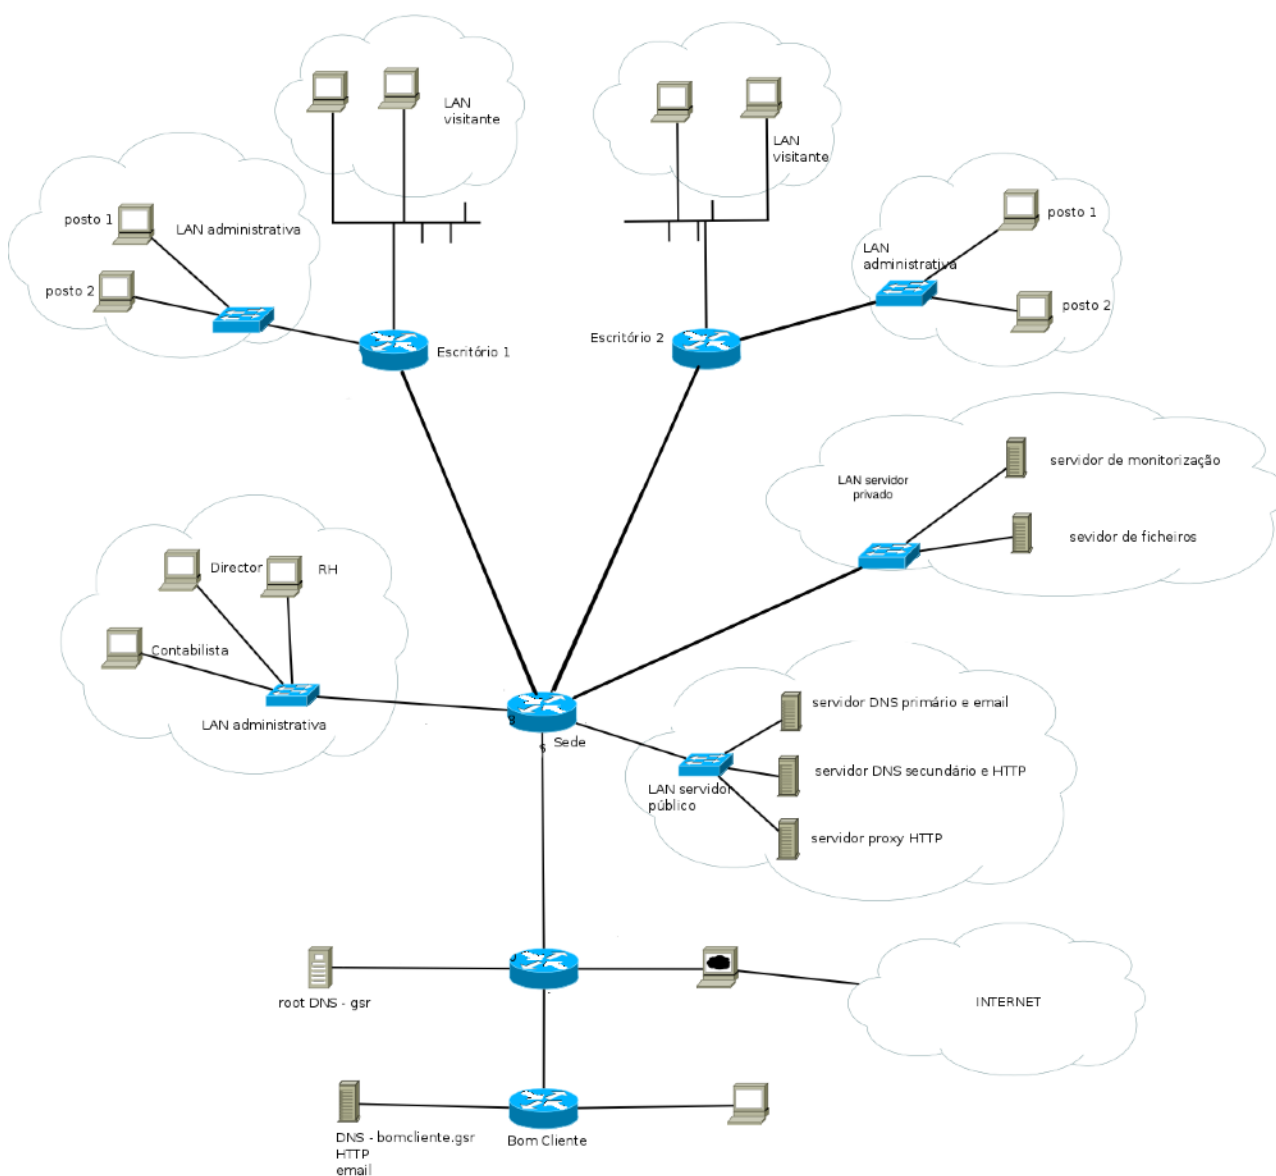 LAN
visitante
LAN
visitante
posto 1
LAN administrativa
posto 2
posto 1
LAN
administrativa
posto 2
Escritório 1
Escritório 2
LAN servidor
privado
servidor de monitorização
sevidor de ficheiros
Director
RH
Contabilista
LAN administrativa
Sede
servidor DNS primário e email
servidor DNS secundário e HTTP
LAN servidor
público
servidor proxy HTTP
root DNS - gsr
INTERNET
DNS - bomcliente.gsr
HTTP
email
Bom Cliente